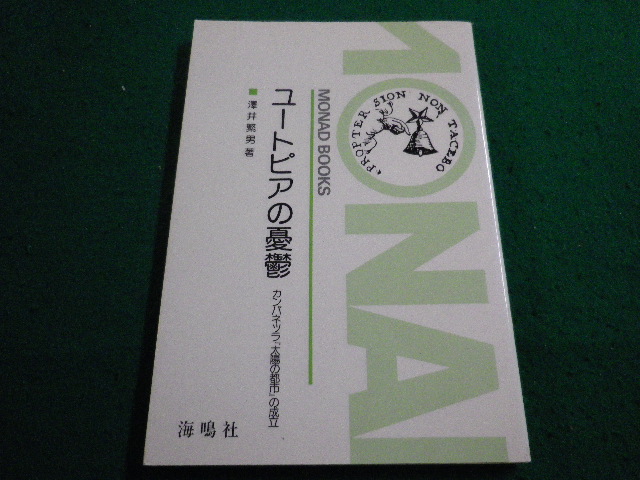 MONAD
PROPTER SION NON TACEBO
MONAD BOOKS
ユートピアの憂鬱
カンパネッラ『太陽の都市』の成立
■澤井繁男著
海鳴社